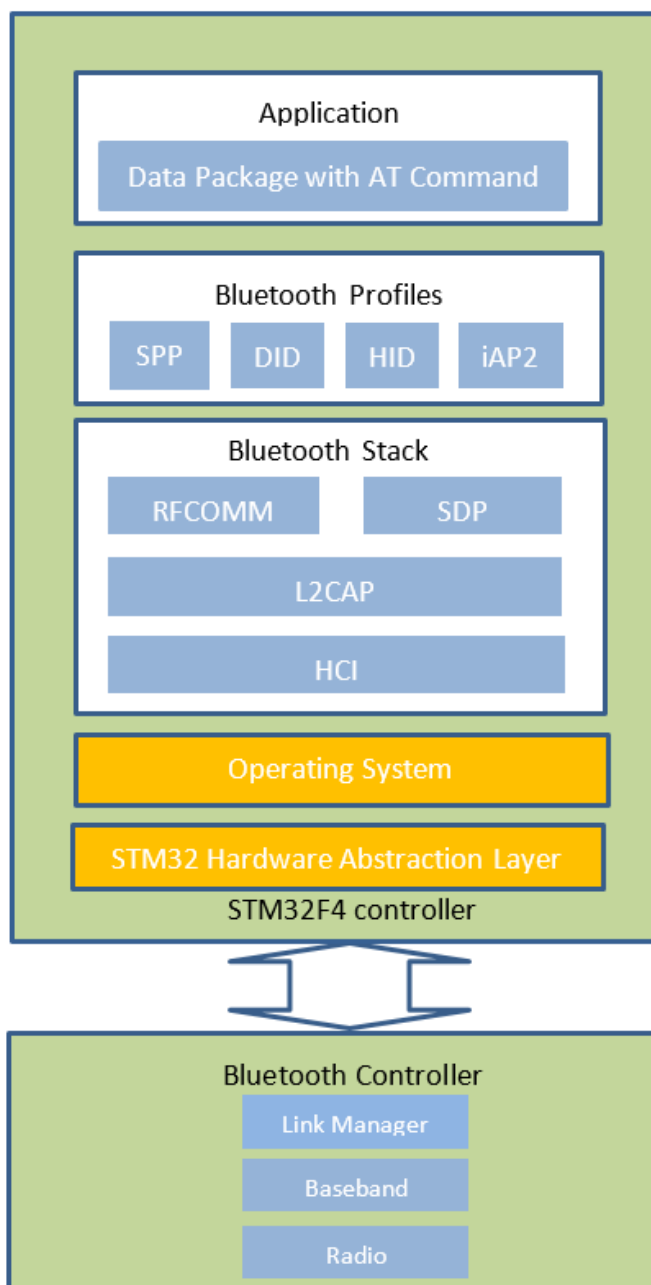 Application
Data Package with AT Command
Bluetooth Profiles
SPP DID HID iAP2
Bluetooth Stack
RFCOMM SDP
L2CAP
HCI
Operating System
STM32 Hardware Abstraction Layer
STM32F4 controller
Bluetooth Controller
Link Manager
Baseband
Radio